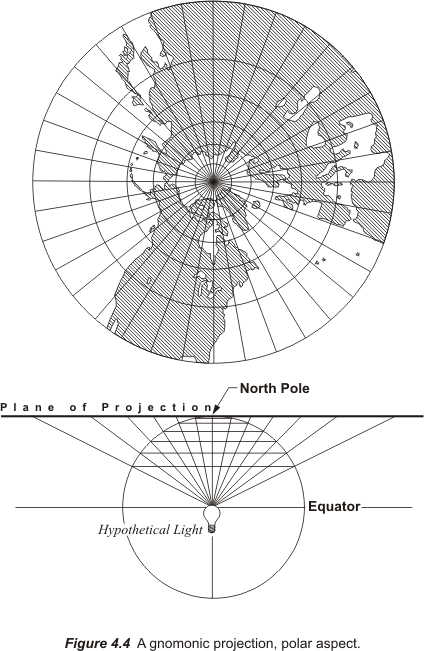 North Pole
Plane of Projection
Equator
Hypothetical Light
Figure 4.4 A gnomonic projection, polar aspect.